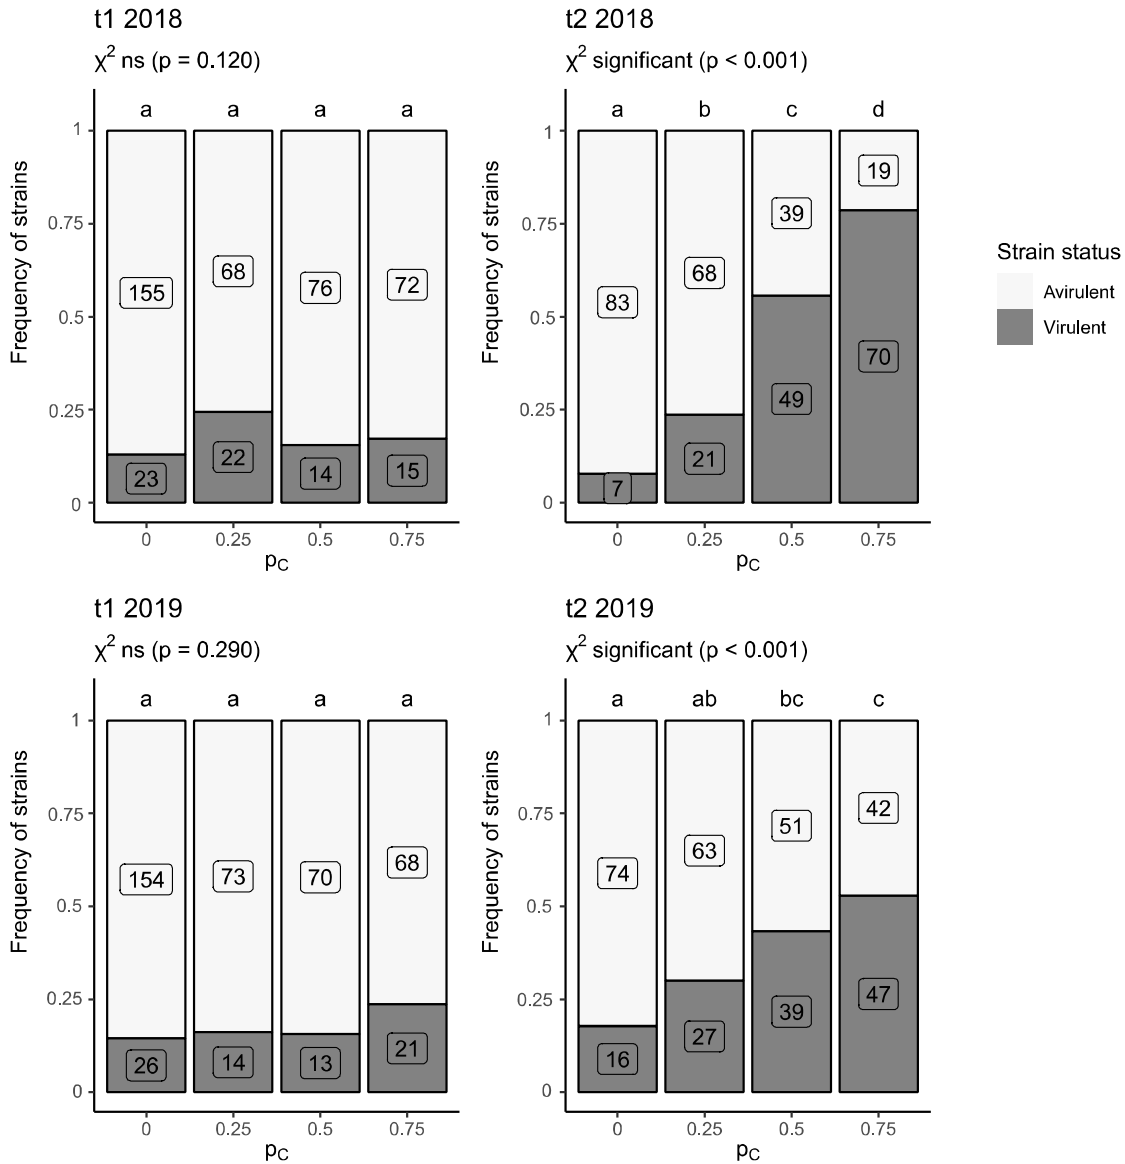 t1 2018
χ² ns (p = 0.120)
a a a a
Frequency of strains
1
0.75
0.5
0.25
0
155 68 76 72
23 22 14 15
0 0.25 0.5 0.75
pC
t2 2018
χ² significant (p < 0.001)
a b c d
Frequency of strains
1
0.75
0.5
0.25
0
83 68 39 19
7 21 49 70
0 0.25 0.5 0.75
pC
Strain status
Avirulent
Virulent
t1 2019
χ² ns (p = 0.290)
a a a a
Frequency of strains
1
0.75
0.5
0.25
0
154 73 70 68
26 14 13 21
0 0.25 0.5 0.75
pC
t2 2019
χ² significant (p < 0.001)
a ab bc c
Frequency of strains
1
0.75
0.5
0.25
0
74 63 51 42
16 27 39 47
0 0.25 0.5 0.75
pC